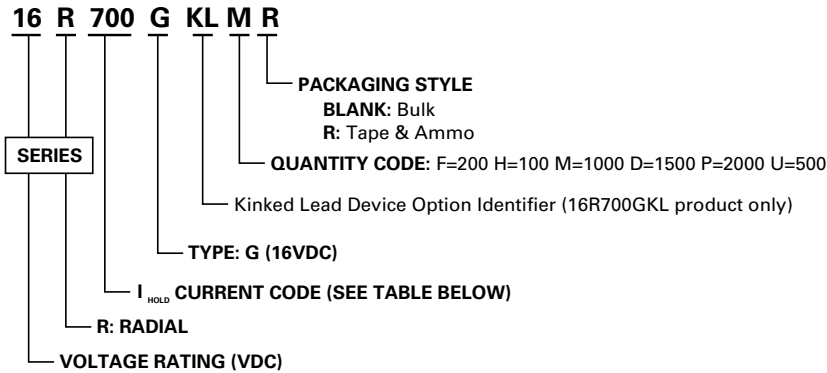 16 R 700 G KL M R
PACKAGING STYLE
BLANK: Bulk
R: Tape & Ammo
SERIES
QUANTITY CODE: F=200 H=100 M=1000 D=1500 P=2000 U=500
Kinked Lead Device Option Identifier (16R700GKL product only)
TYPE: G (16VDC)
I HOLD CURRENT CODE (SEE TABLE BELOW)
R: RADIAL
VOLTAGE RATING (VDC)